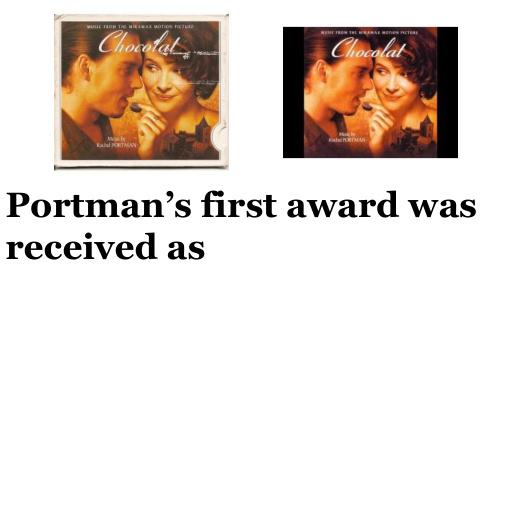 MUSIC FROM THE MIRAMAX MOTION PICTURE
Chocolat
Music by
Rachel PORTMAN
MUSIC FROM THE MIRAMAX MOTION PICTURE
Chocolat
Music by
Rachel PORTMAN
Portman’s first award was
received as